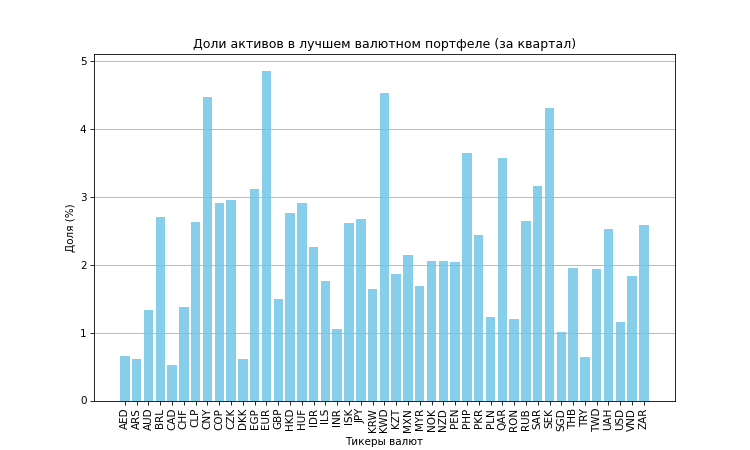 Доли активов в лучшем валютном портфеле (за квартал)
Доля (%)
5
4
3
2
1
0
AED ARS AUD BRL CAD CHF CLP CNY COP CZK DKK EGP EUR GBP HKD HUF IDR ILS INR ISK JPY KRW KWD KZT MXN MYR NOK NZD PEN PHP PKR PLN QAR RON RUB SAR SEK SGD THB TRY TWD UAH USD VND ZAR
Тикеры валют